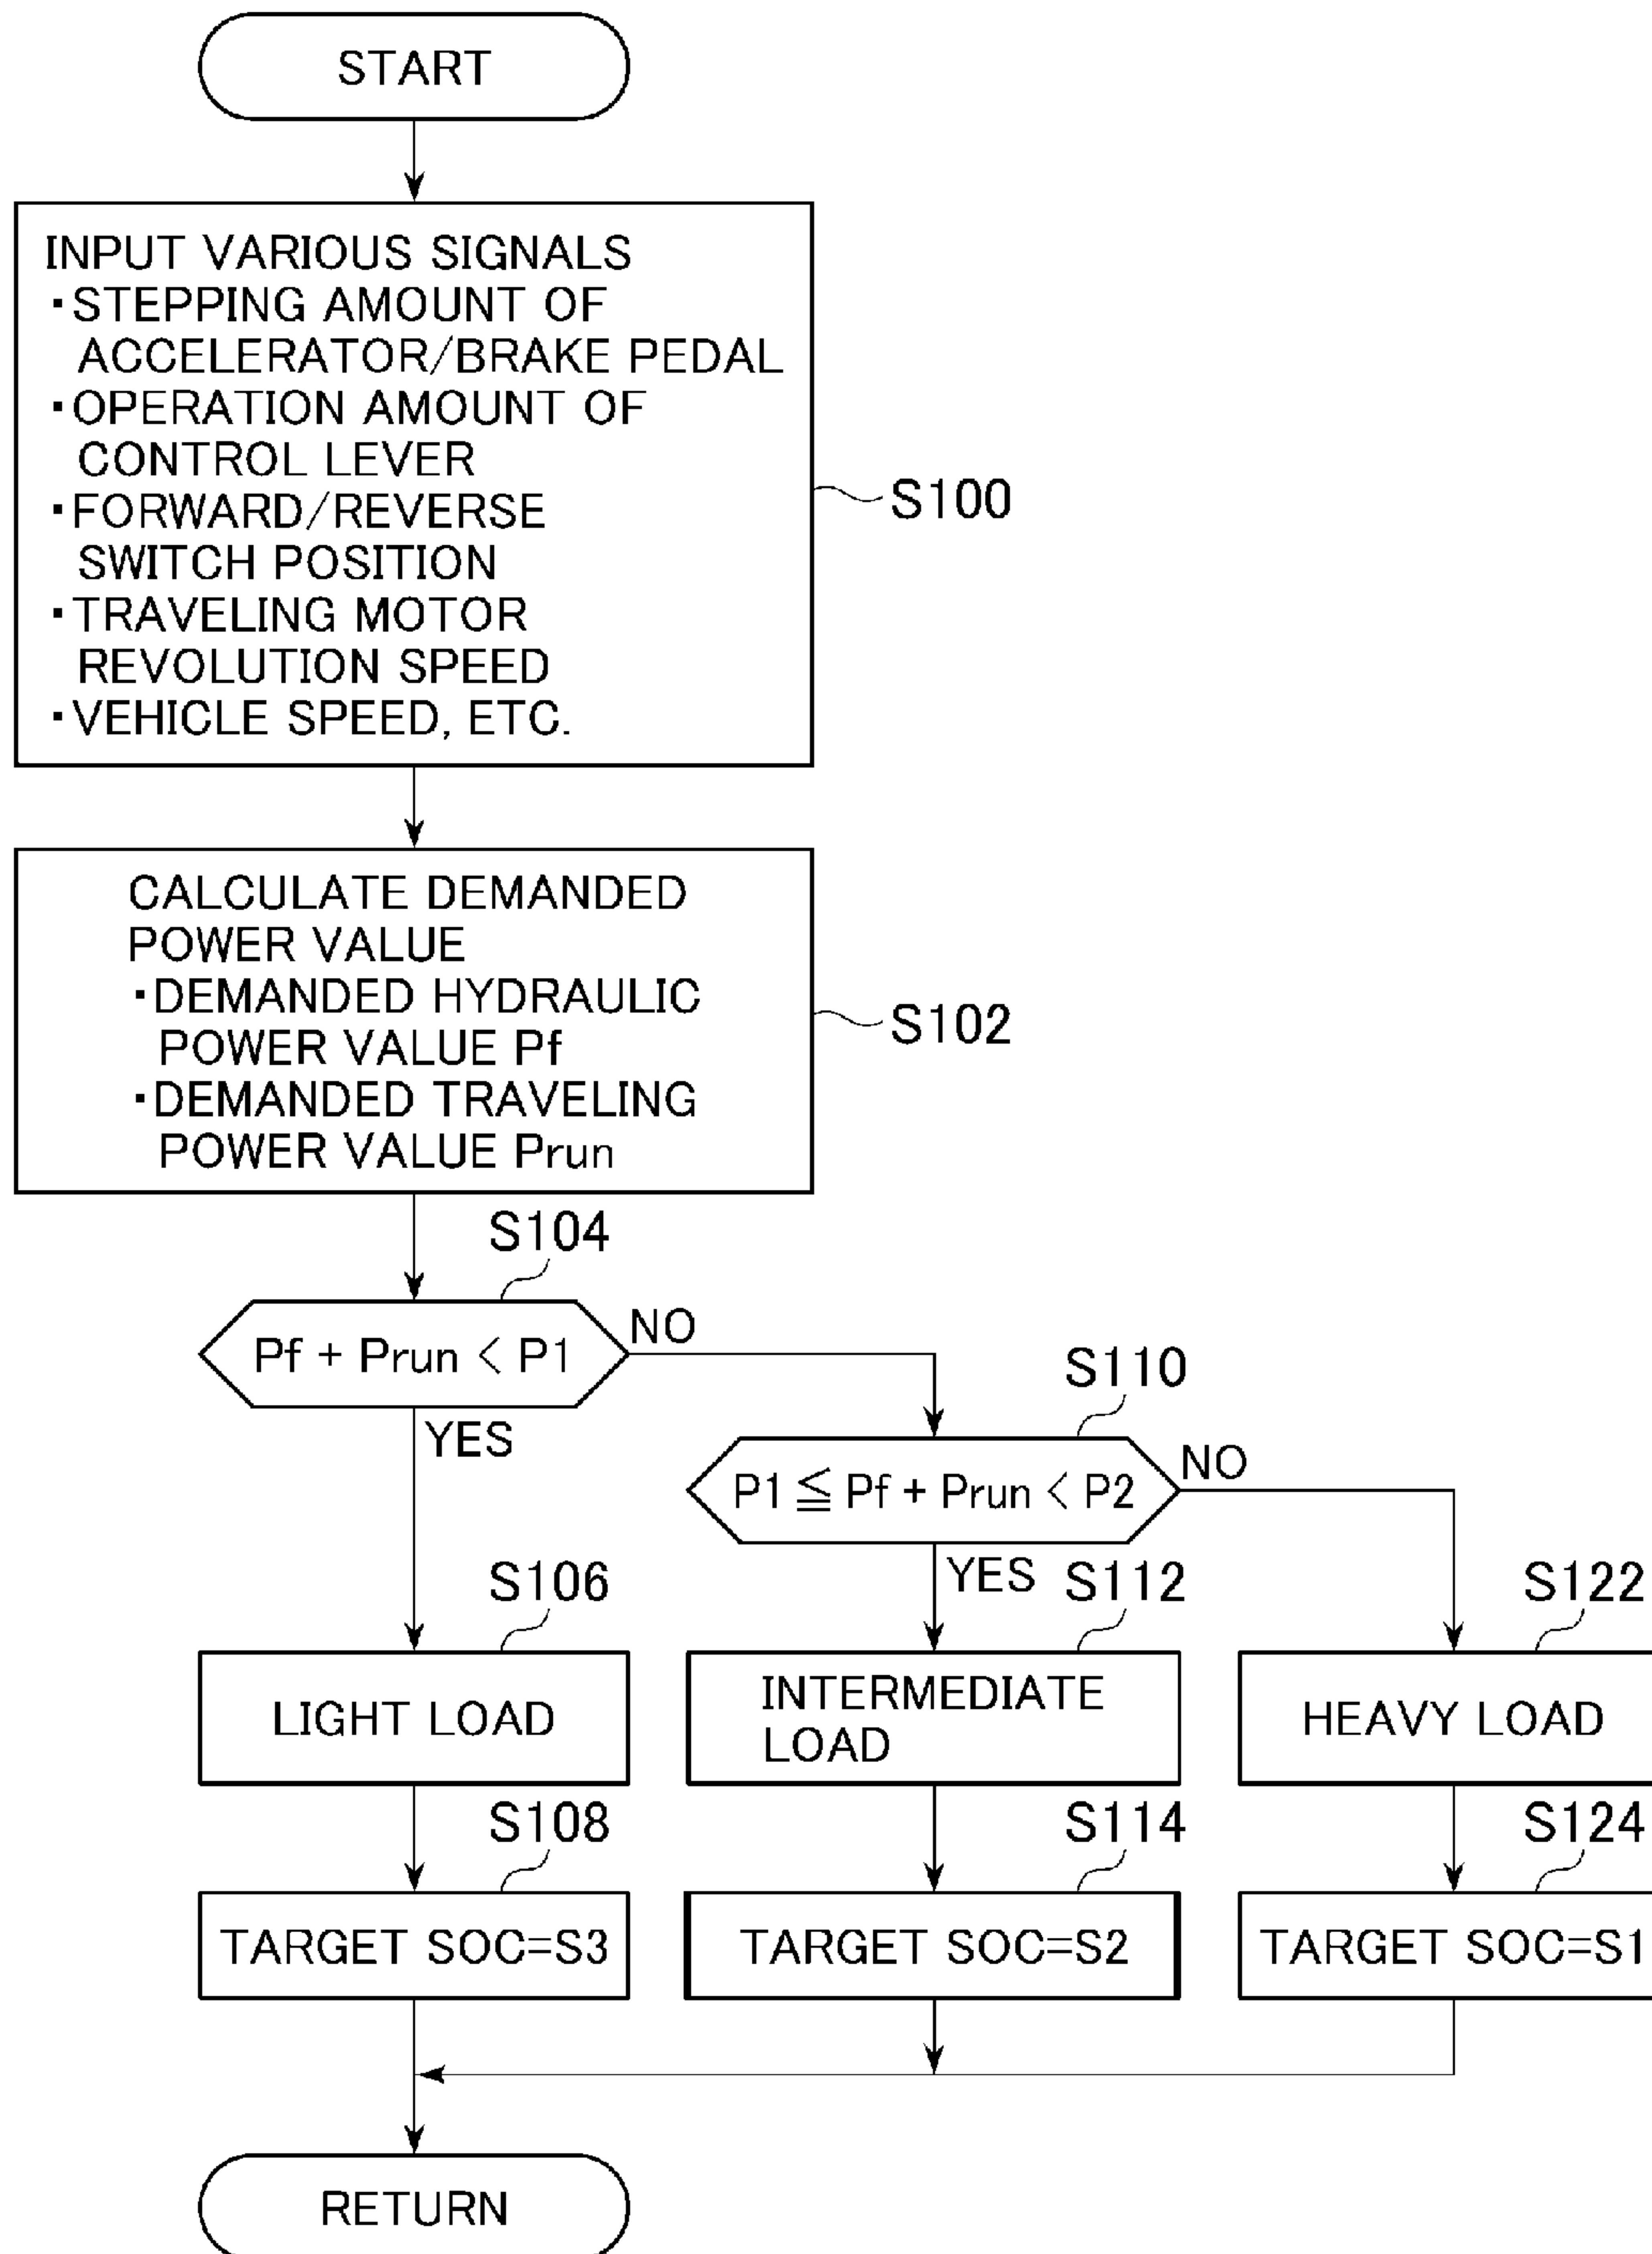 START
INPUT VARIOUS SIGNALS
・STEPPING AMOUNT OF
ACCELERATOR/BRAKE PEDAL
・OPERATION AMOUNT OF
CONTROL LEVER
・FORWARD/REVERSE
SWITCH POSITION
・TRAVELING MOTOR
REVOLUTION SPEED
・VEHICLE SPEED, ETC.
S100
CALCULATE DEMANDED
POWER VALUE
・DEMANDED HYDRAULIC
POWER VALUE Pf
・DEMANDED TRAVELING
POWER VALUE Prun
S102
S104
Pf + Prun < P1
NO
YES
S110
P1 ≦ Pf + Prun < P2
NO
YES
S106
LIGHT LOAD
S112
INTERMEDIATE
LOAD
S122
HEAVY LOAD
S108
TARGET SOC=S3
S114
TARGET SOC=S2
S124
TARGET SOC=S1
RETURN